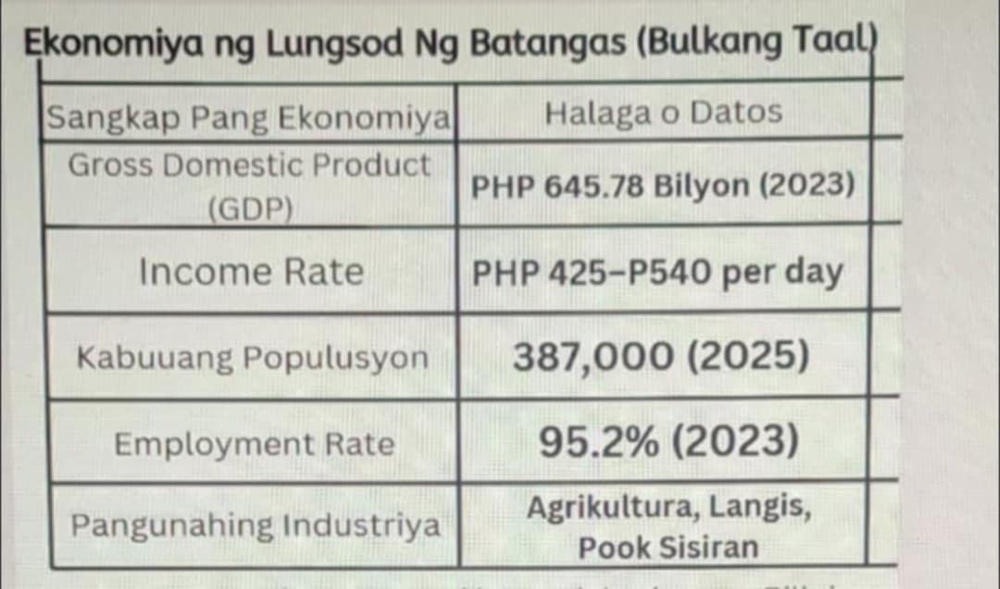 Ekonomiya ng Lungsod Ng Batangas (Bulkang Taal)
Sangkap Pang Ekonomiya Halaga o Datos
Gross Domestic Product
(GDP)
PHP 645.78 Bilyon (2023)
Income Rate PHP 425-P540 per day
Kabuuang Populusyon 387,000 (2025)
Employment Rate 95.2% (2023)
Pangunahing Industriya
Agrikultura, Langis,
Pook Sisiran